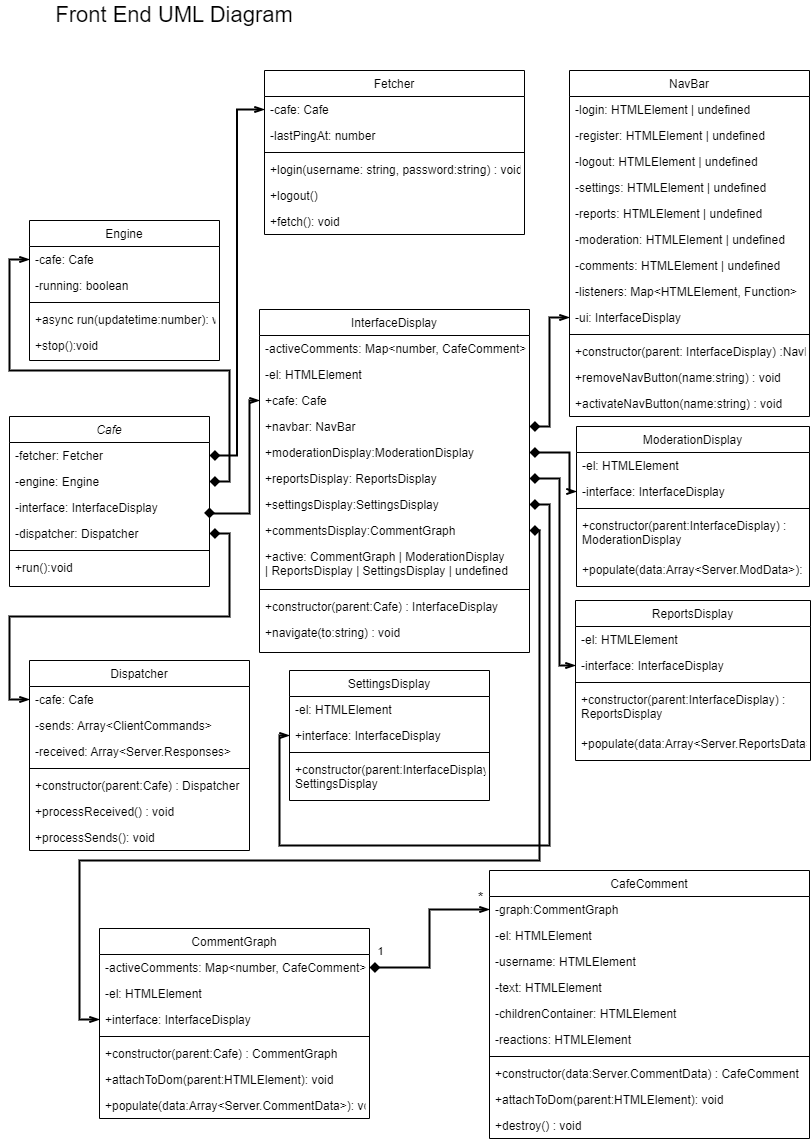 Front End UML Diagram
Fetcher
-cafe: Cafe
-lastPingAt: number
+login(username: string, password:string) : void
+logout()
+fetch(): void
NavBar
-login: HTMLElement | undefined
-register: HTMLElement | undefined
-logout: HTMLElement | undefined
-settings: HTMLElement | undefined
-reports: HTMLElement | undefined
-moderation: HTMLElement | undefined
-comments: HTMLElement | undefined
-listeners: Map<HTMLElement, Function>
-ui: InterfaceDisplay
+constructor(parent: InterfaceDisplay) :Navi
+removeNavButton(name:string) : void
+activateNavButton(name:string) : void
Engine
-cafe: Cafe
-running: boolean
+async run(updatetime:number):
+stop():void
InterfaceDisplay
-activeComments: Map<number, CafeComment>
-el: HTMLElement
+cafe: Cafe
+navbar: NavBar
+moderationDisplay:ModerationDisplay
+reportsDisplay: ReportsDisplay
+settingsDisplay:SettingsDisplay
+commentsDisplay:CommentGraph
+active: CommentGraph | ModerationDisplay
| ReportsDisplay | SettingsDisplay | undefined
+constructor(parent:Cafe) : InterfaceDisplay
+navigate(to:string) : void
Cafe
-fetcher: Fetcher
-engine: Engine
-interface: InterfaceDisplay
-dispatcher: Dispatcher
+run():void
ModerationDisplay
-el: HTMLElement
-interface: InterfaceDisplay
+constructor(parent:InterfaceDisplay) :
ModerationDisplay
+populate(data:Array<Server.ModData>):
ReportsDisplay
-el: HTMLElement
-interface: InterfaceDisplay
+constructor(parent:InterfaceDisplay) :
ReportsDisplay
+populate(data:Array<Server.ReportsData
Dispatcher
-cafe: Cafe
-sends: Array<ClientCommands>
-received: Array<Server.Responses>
+constructor(parent:Cafe) : Dispatcher
+processReceived() : void
+processSends(): void
SettingsDisplay
-el: HTMLElement
+interface: InterfaceDisplay
+constructor(parent:InterfaceDisplay
SettingsDisplay
CommentGraph
-activeComments: Map<number, CafeComment>
-el: HTMLElement
+interface: InterfaceDisplay
+constructor(parent:Cafe) : CommentGraph
+attachToDom(parent:HTMLElement): void
+populate(data:Array<Server.CommentData>):
1
*
CafeComment
-graph:CommentGraph
-el: HTMLElement
-username: HTMLElement
-text: HTMLElement
-childrenContainer: HTMLElement
-reactions: HTMLElement
+constructor(data:Server.CommentData) : CafeComment
+attachToDom(parent:HTMLElement): void
+destroy() : void